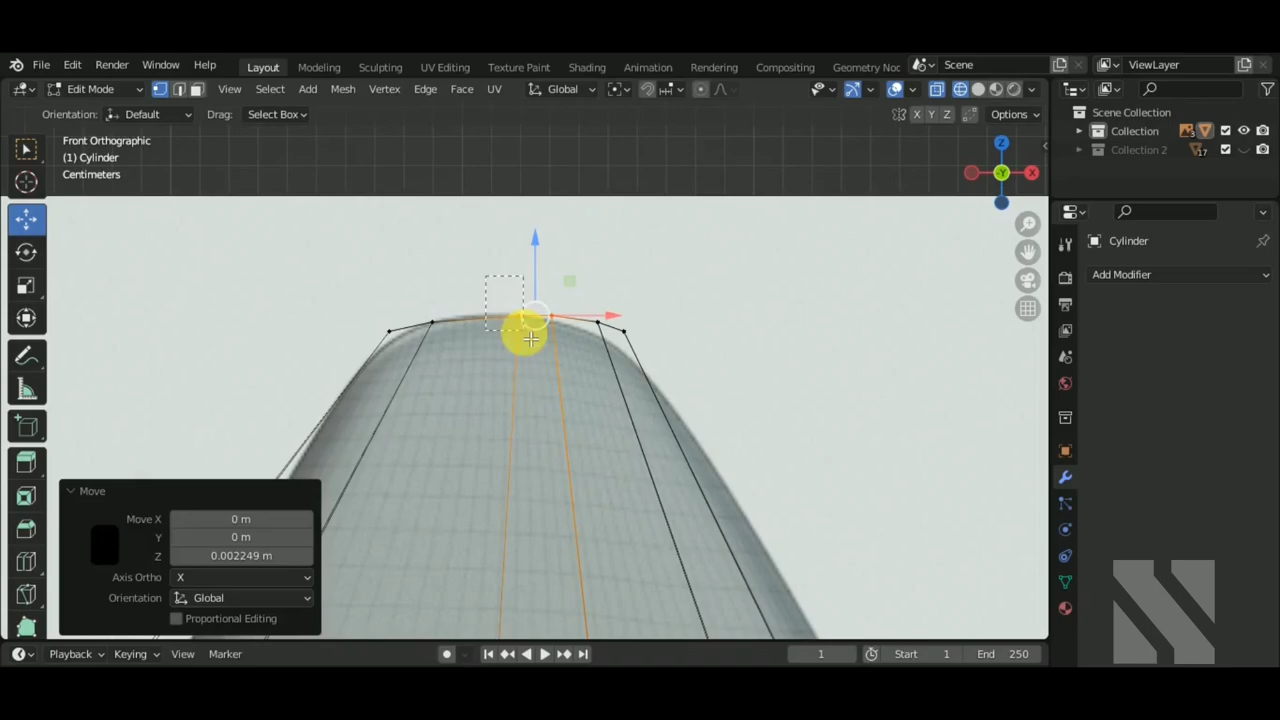 File Edit Render Window Help Layout Modeling Sculpting UV Editing Texture Paint Shading Animation Rendering Compositing Geometry Noc Scene ViewLayer
Edit Mode View Select Add Mesh Vertex Edge Face UV Global
Orientation: Default Drag: Select Box X Y Z Options
Scene Collection
Collection 3
Collection 2 17
Front Orthographic
(1) Cylinder
Centimeters
Z
-Y X
Cylinder
Add Modifier
Move
Move X 0 m
Y 0 m
Z 0.002249 m
Axis Ortho X
Orientation Global
Proportional Editing
Playback Keying View Marker 1 Start 1 End 250